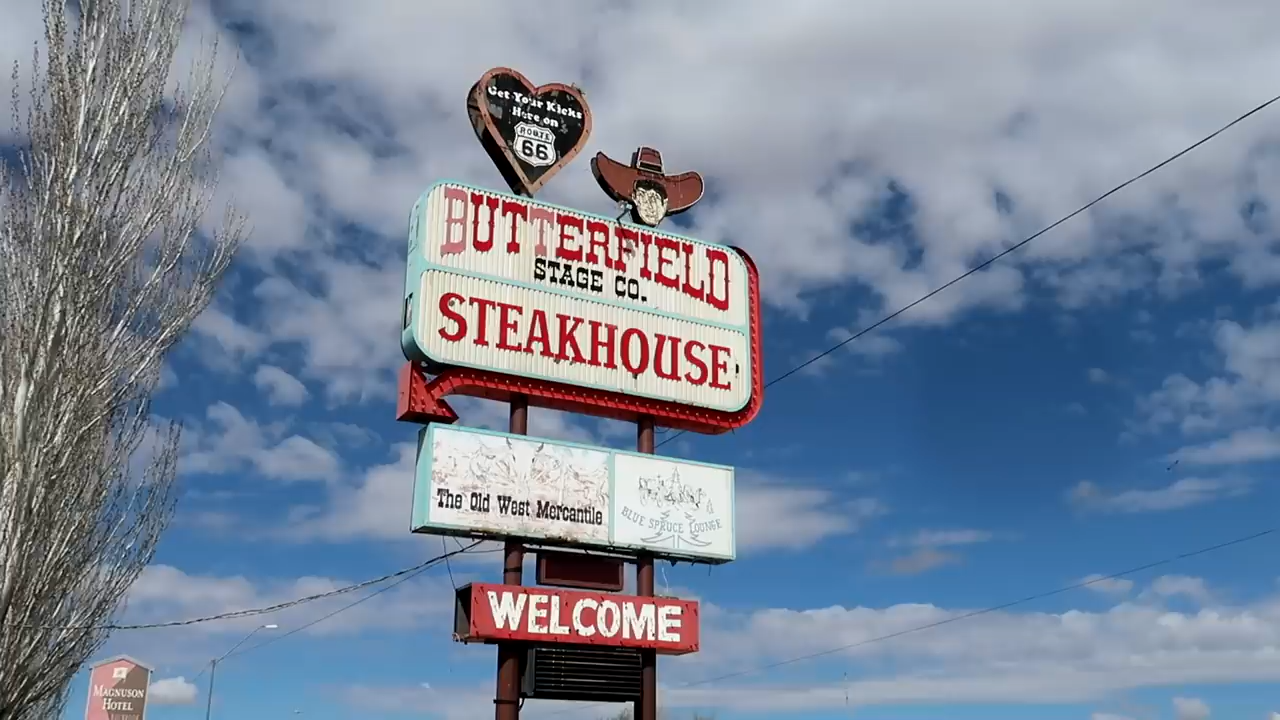 Get Your Kicks
Here on
ROUTE
66
BUTTERFIELD
STAGE CO.
STEAKHOUSE
The Old West Mercantile
BLUE SPRUCE LOUNGE
WELCOME
MAGNUSON
HOTEL